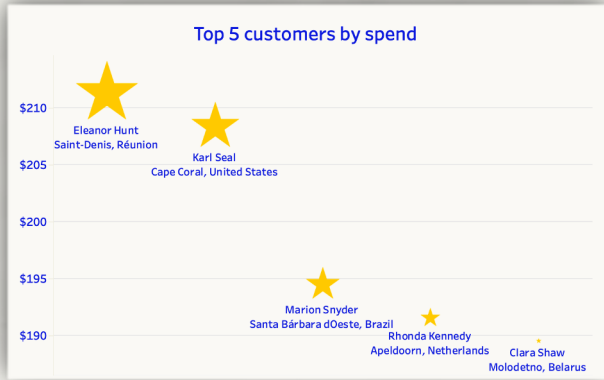 Top 5 customers by spend
$210
Eleanor Hunt
Saint-Denis, Réunion
Karl Seal
Cape Coral, United States
$205
$200
$195
Marion Snyder
Santa Bárbara dOeste, Brazil
$190
Rhonda Kennedy
Apeldoorn, Netherlands
Clara Shaw
Molodetno, Belarus